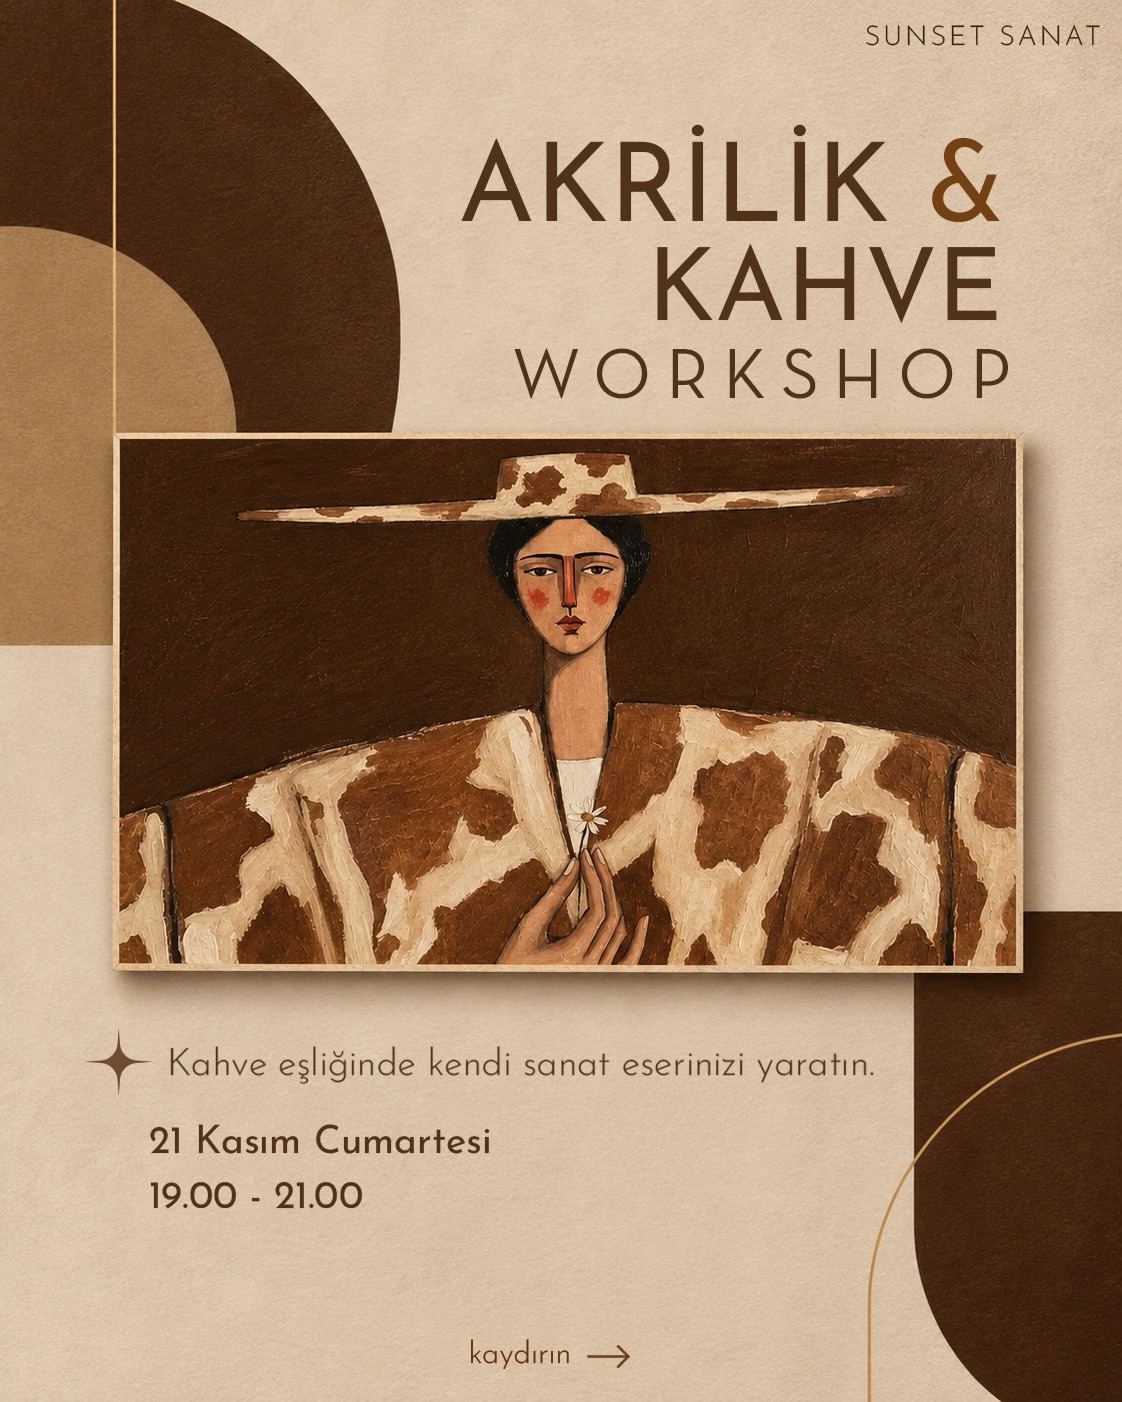 SUNSET SANAT
AKRİLİK &
KAHVE
WORKSHOP
Kahve eşliğinde kendi sanat eserinizi yaratın.
21 Kasım Cumartesi
19.00 - 21.00
kaydırın →